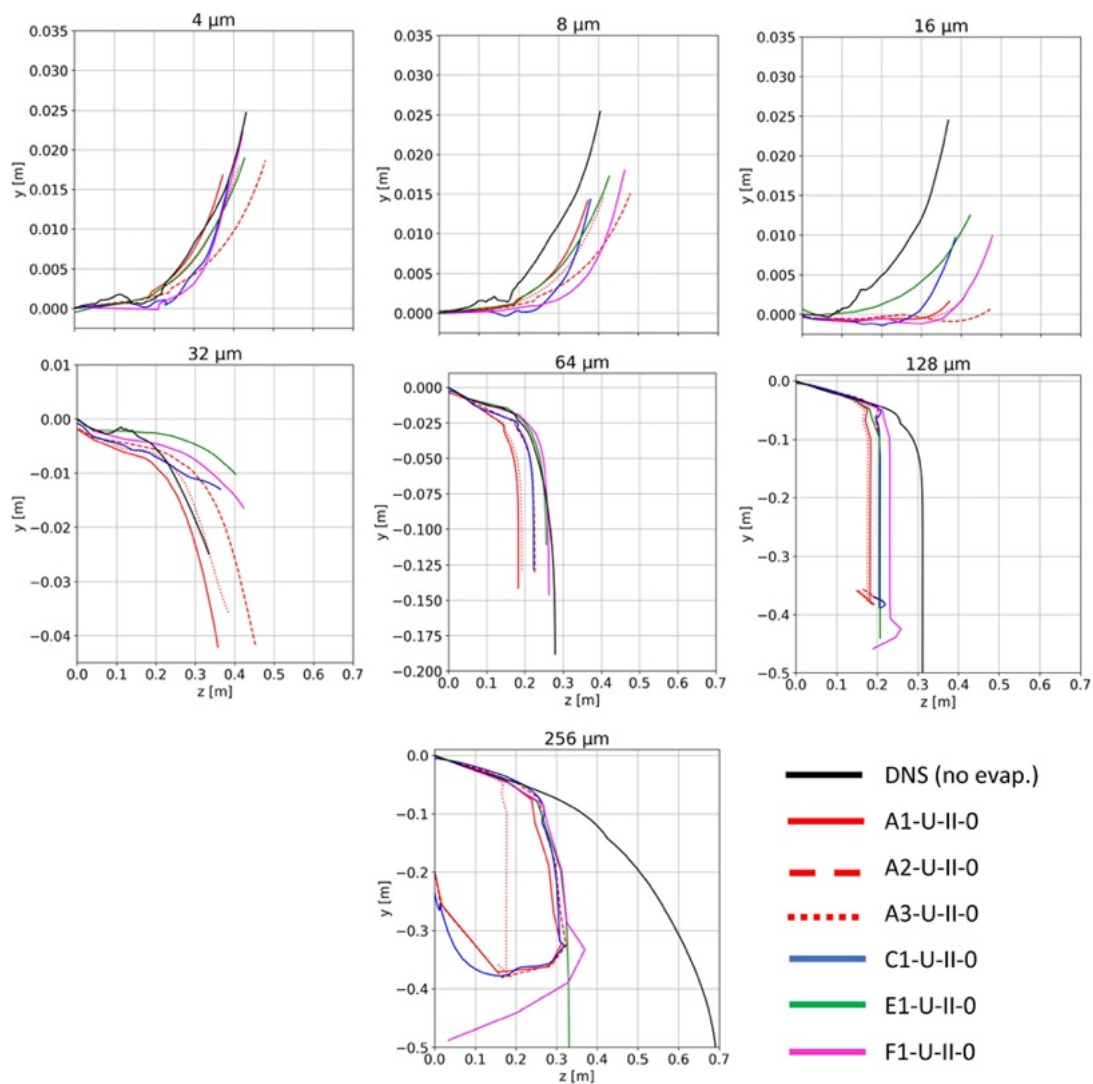 4 μm
8 μm
16 μm
0.035
0.030
0.025
0.020
0.015
0.010
0.005
0.000
y [m]
0.035
0.030
0.025
0.020
0.015
0.010
0.005
0.000
y [m]
0.035
0.030
0.025
0.020
0.015
0.010
0.005
0.000
y [m]
32 μm
64 μm
128 μm
0.01
0.00
−0.01
−0.02
−0.03
−0.04
y [m]
0.0 0.1 0.2 0.3 0.4 0.5 0.6 0.7
z [m]
0.000
−0.025
−0.050
−0.075
−0.100
−0.125
−0.150
−0.175
−0.200
y [m]
0.0 0.1 0.2 0.3 0.4 0.5 0.6 0.7
z [m]
0.0
−0.1
−0.2
−0.3
−0.4
−0.5
y [m]
0.0 0.1 0.2 0.3 0.4 0.5 0.6 0.7
z [m]
256 μm
0.0
−0.1
−0.2
−0.3
−0.4
−0.5
y [m]
0.0 0.1 0.2 0.3 0.4 0.5 0.6 0.7
z [m]
DNS (no evap.)
A1-U-II-0
A2-U-II-0
A3-U-II-0
C1-U-II-0
E1-U-II-0
F1-U-II-0